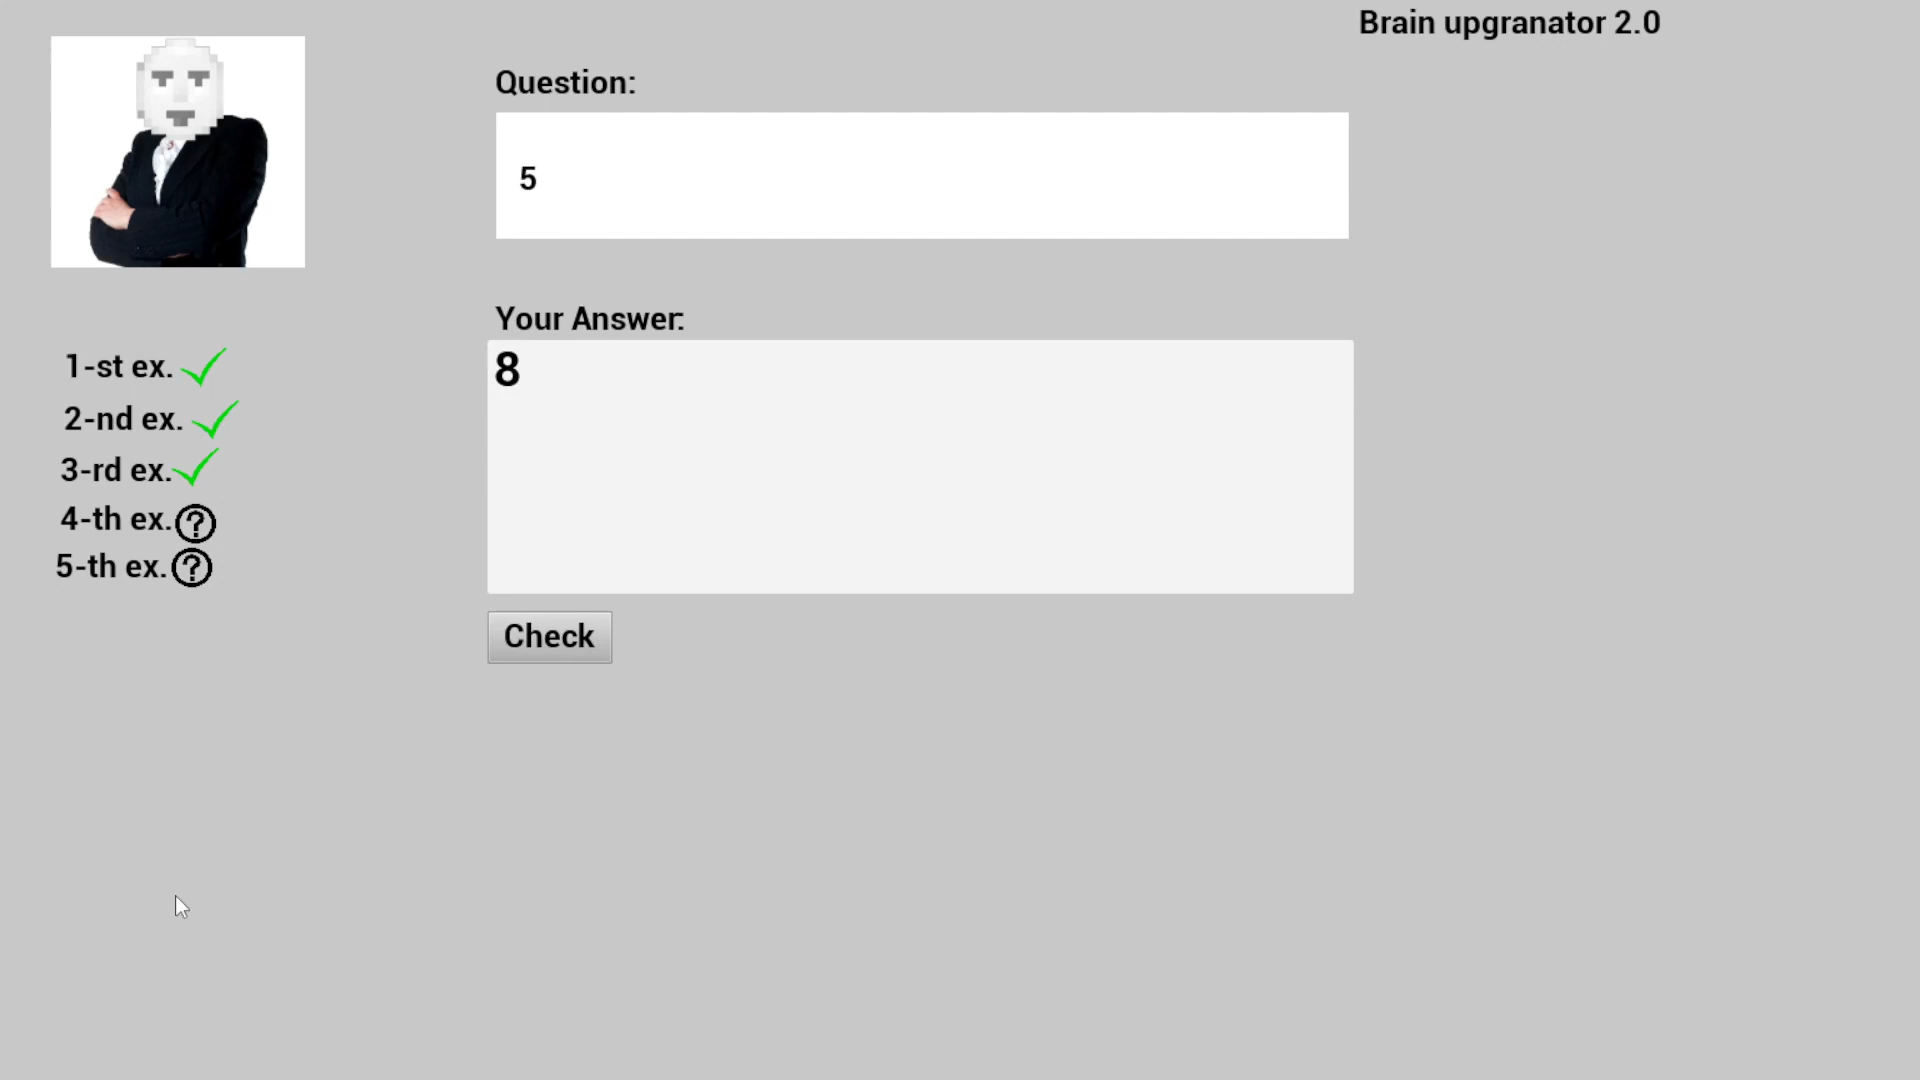 Brain upgranator 2.0
Question:
5
Your Answer:
8
1-st ex.
2-nd ex.
3-rd ex.
4-th ex. ?
5-th ex. ?
Check